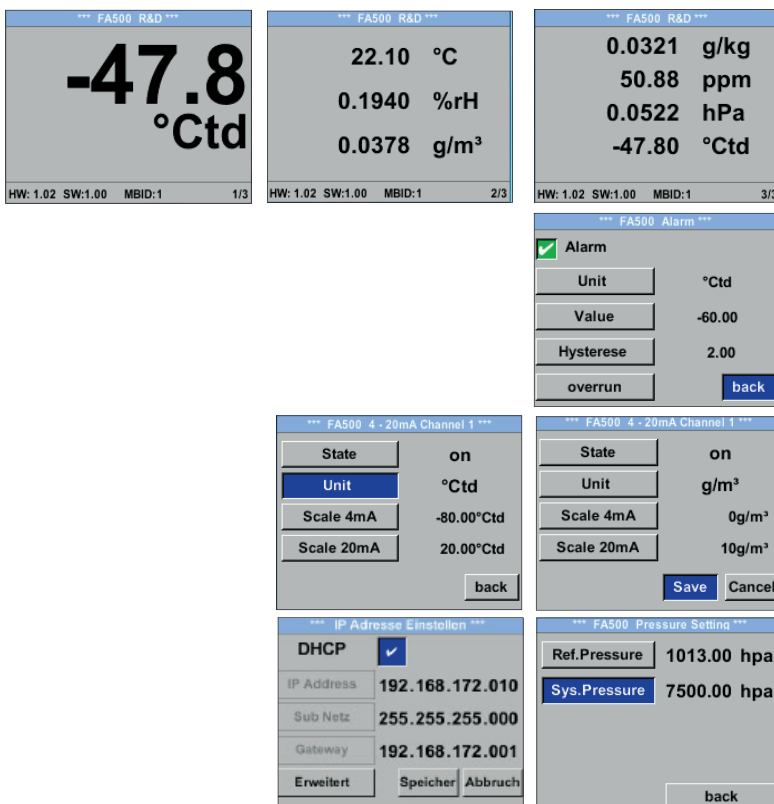 *** FA500 R&D ***
-47.8
°Ctd
HW: 1.02 SW:1.00 MBID:1 1/3
*** FA500 R&D ***
22.10 °C
0.1940 %rH
0.0378 g/m³
HW: 1.02 SW:1.00 MBID:1 2/3
*** FA500 R&D ***
0.0321 g/kg
50.88 ppm
0.0522 hPa
-47.80 °Ctd
HW: 1.02 SW:1.00 MBID:1 3/3
*** FA500 Alarm ***
Alarm
Unit °Ctd
Value -60.00
Hysterese 2.00
overrun back
*** FA500 4 - 20mA Channel 1 ***
State on
Unit °Ctd
Scale 4mA -80.00°Ctd
Scale 20mA 20.00°Ctd
back
*** FA500 4 - 20mA Channel 1 ***
State on
Unit g/m³
Scale 4mA 0g/m³
Scale 20mA 10g/m³
Save Cancel
*** IP Adresse Einstellen ***
DHCP
IP Address 192.168.172.010
Sub Netz 255.255.255.000
Gateway 192.168.172.001
Erweitert Speicher Abbruch
*** FA500 Pressure Setting ***
Ref.Pressure 1013.00 hpa
Sys.Pressure 7500.00 hpa
back